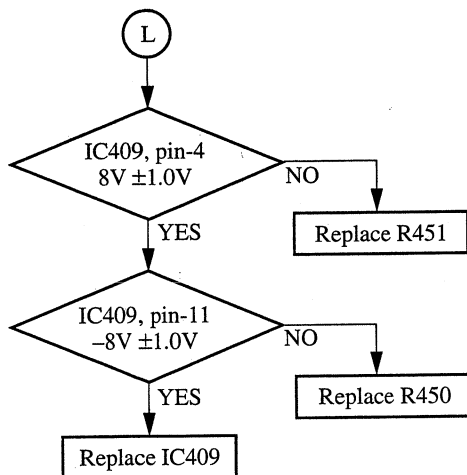 L
IC409, pin-4
8V ±1.0V
NO
Replace R451
YES
IC409, pin-11
–8V ±1.0V
NO
Replace R450
YES
Replace IC409